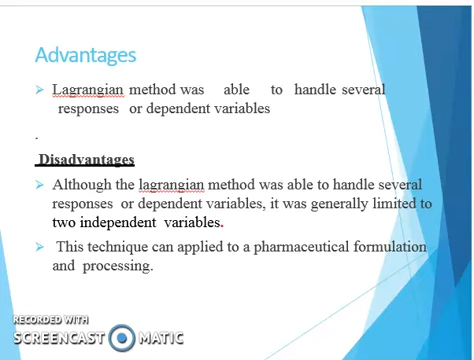 Advantages
➢ Lagrangian method was able to handle several
responses or dependent variables
.
Disadvantages
➢ Although the lagrangian method was able to handle several
responses or dependent variables, it was generally limited to
two independent variables.
➢ This technique can applied to a pharmaceutical formulation
and processing.
RECORDED WITH
SCREENCAST MATIC